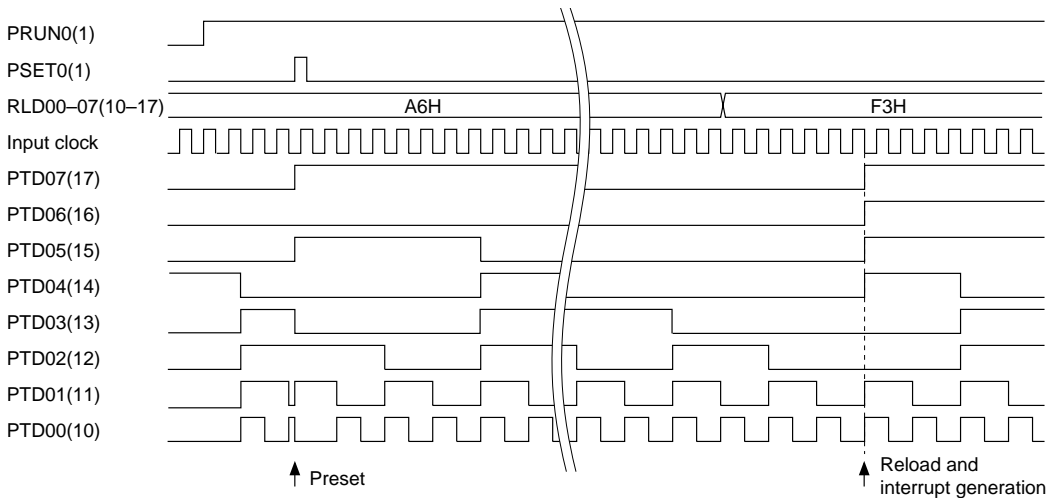 PRUN0(1)
PSET0(1)
RLD00–07(10–17)
A6H
F3H
Input clock
PTD07(17)
PTD06(16)
PTD05(15)
PTD04(14)
PTD03(13)
PTD02(12)
PTD01(11)
PTD00(10)
Preset
Reload and
interrupt generation